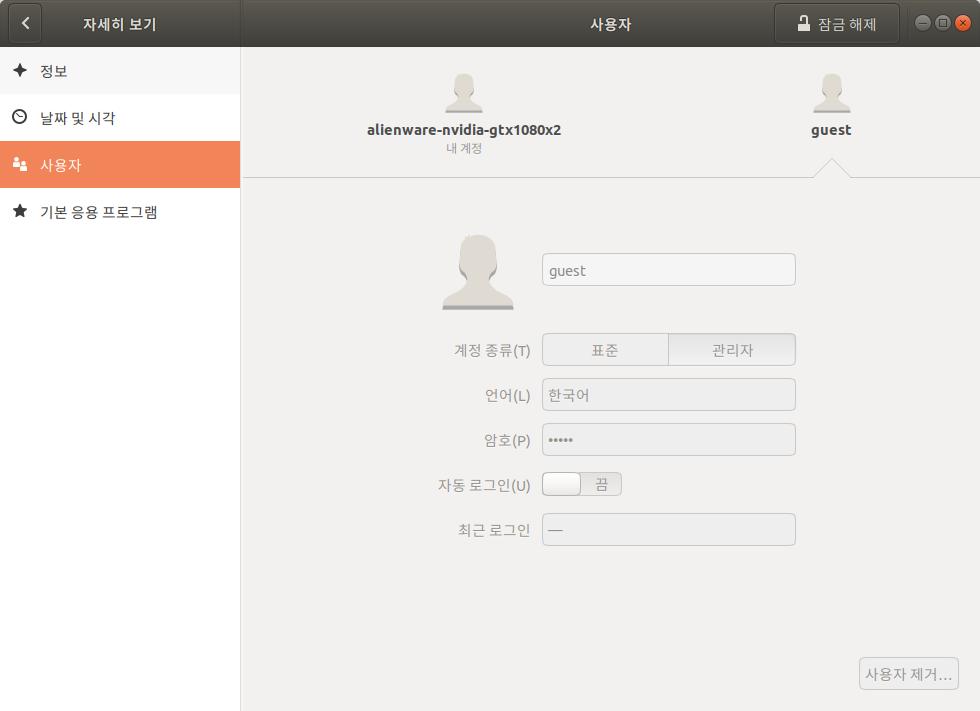 자세히 보기
사용자
잠금 해제
정보
날짜 및 시각
사용자
기본 응용 프로그램
alienware-nvidia-gtx1080x2
내 계정
guest
guest
계정 종류(T) 표준 관리자
언어(L) 한국어
암호(P) •••••
자동 로그인(U) 끔
최근 로그인 —
사용자 제거...